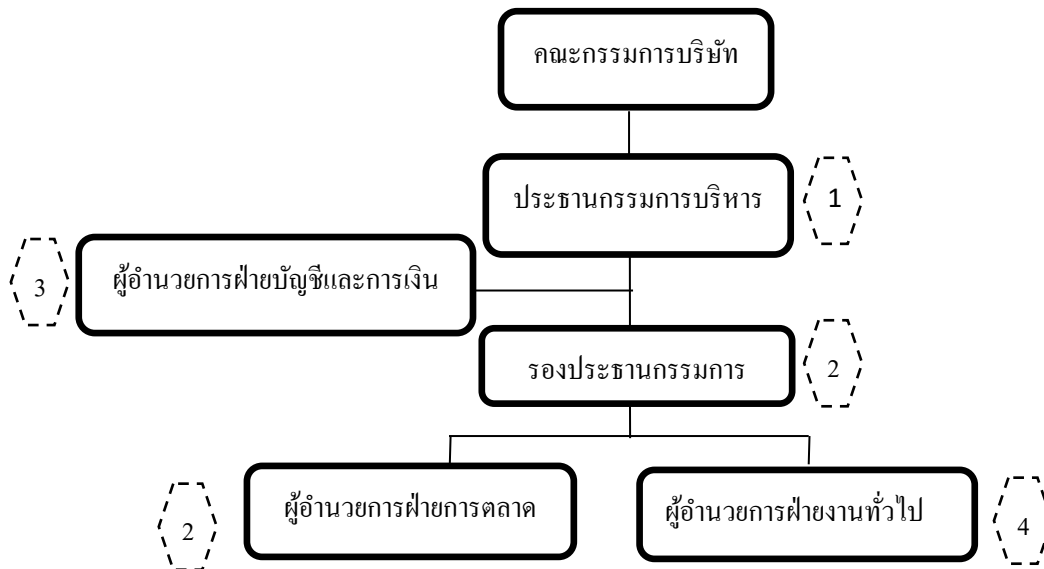 คณะกรรมการบริษัท
ประธานกรรมการบริหาร
1
ผู้อำนวยการฝ่ายบัญชีและการเงิน
3
รองประธานกรรมการ
2
ผู้อำนวยการฝ่ายการตลาด
2
ผู้อำนวยการฝ่ายงานทั่วไป
4